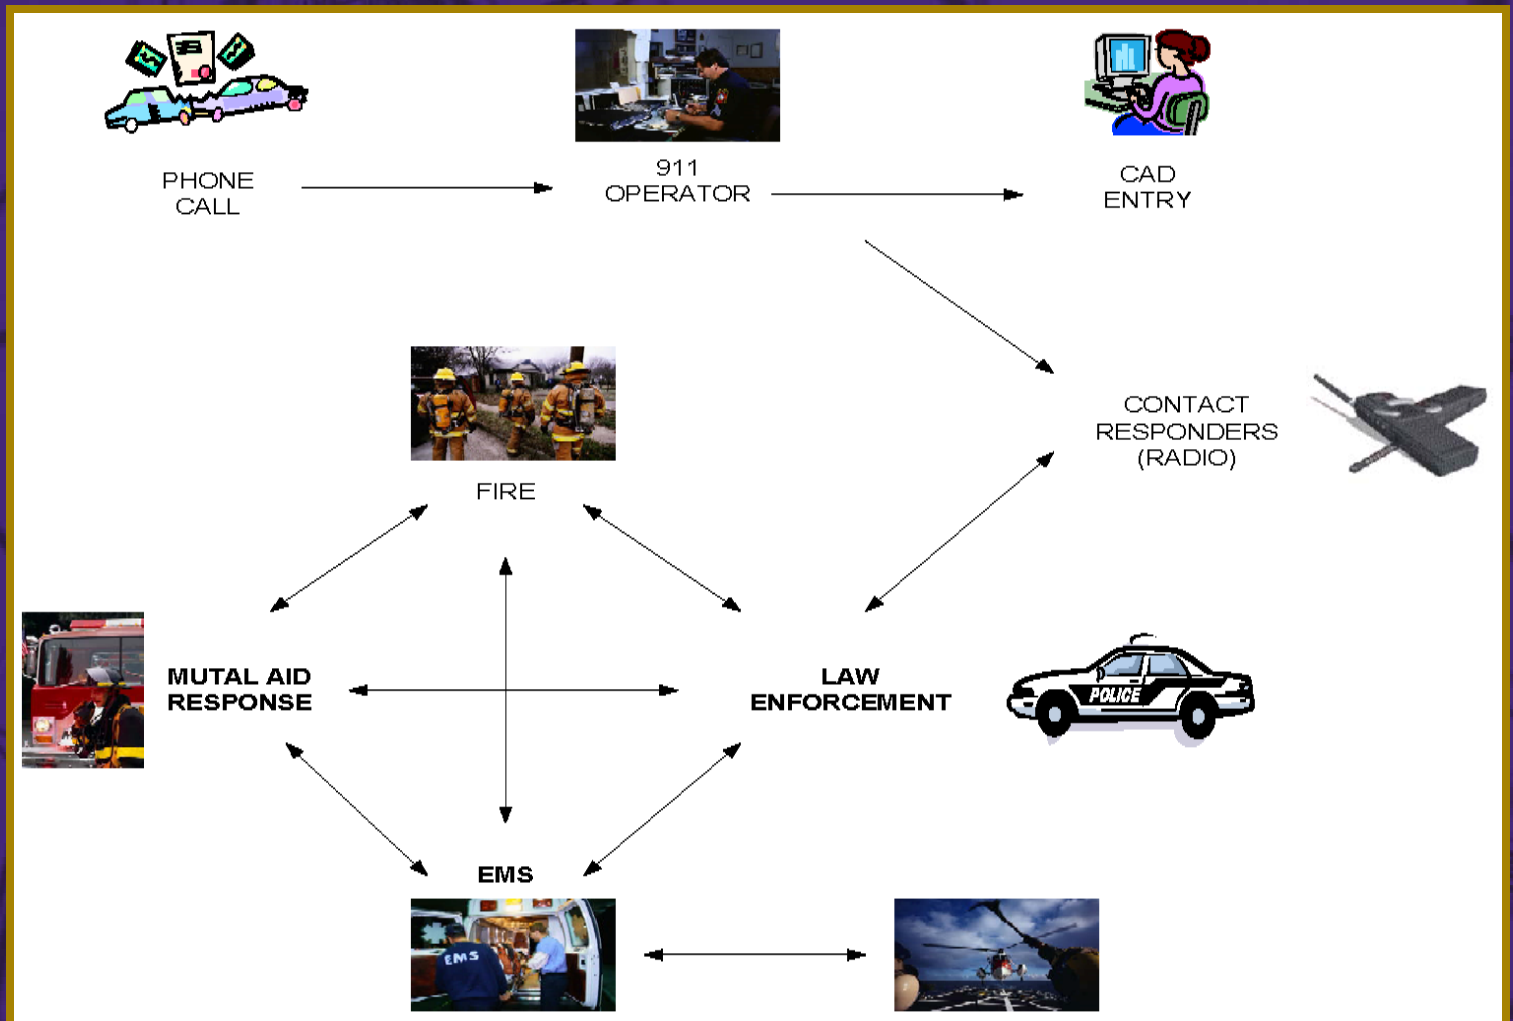 PHONE
CALL
911
OPERATOR
CAD
ENTRY
CONTACT
RESPONDERS
(RADIO)
FIRE
MUTAL AID
RESPONSE
LAW
ENFORCEMENT
POLICE
EMS
EMS